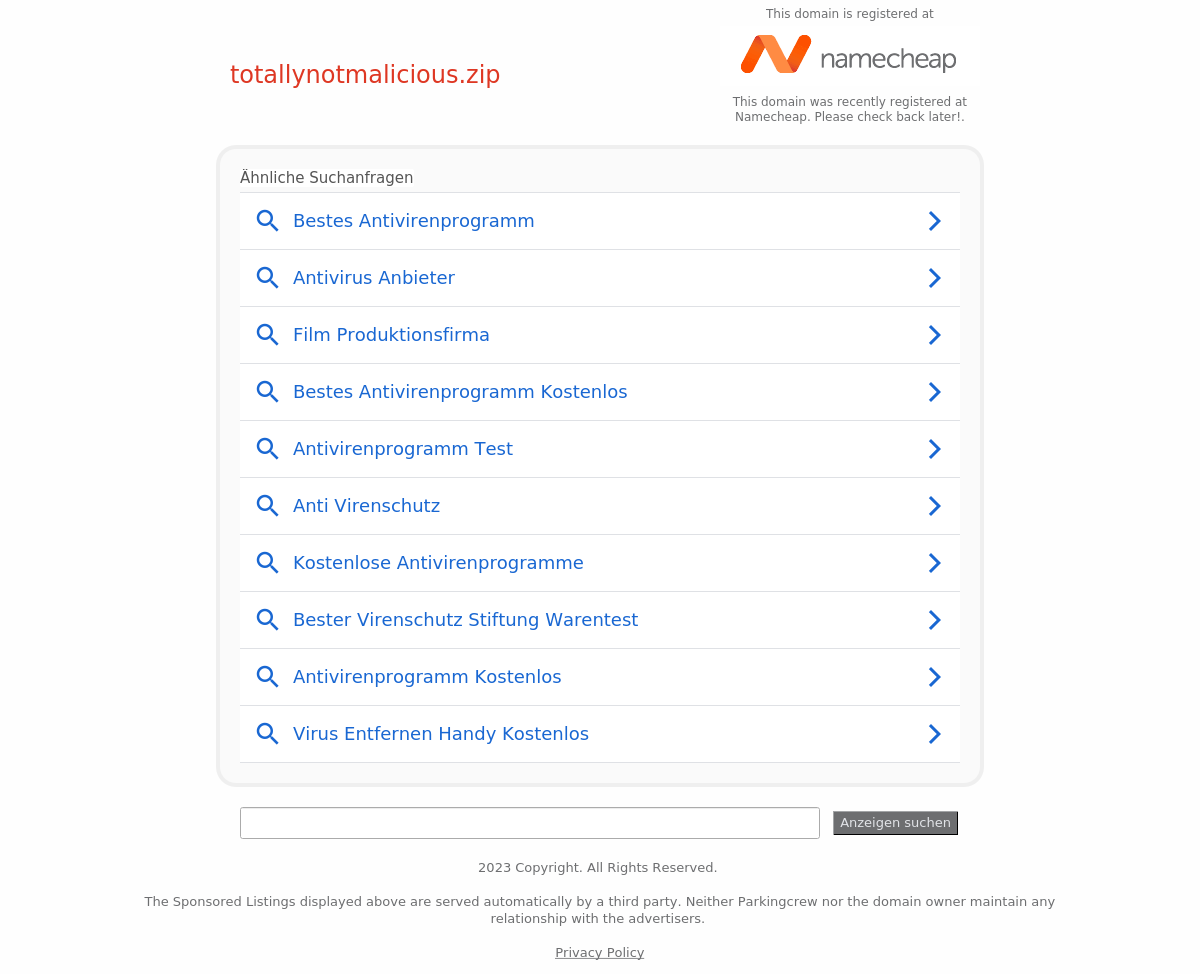 This domain is registered at
namecheap
totallynotmalicious.zip
This domain was recently registered at
Namecheap. Please check back later!.
Ähnliche Suchanfragen
Bestes Antivirenprogramm
Antivirus Anbieter
Film Produktionsfirma
Bestes Antivirenprogramm Kostenlos
Antivirenprogramm Test
Anti Virenschutz
Kostenlose Antivirenprogramme
Bester Virenschutz Stiftung Warentest
Antivirenprogramm Kostenlos
Virus Entfernen Handy Kostenlos
Anzeigen suchen
2023 Copyright. All Rights Reserved.
The Sponsored Listings displayed above are served automatically by a third party. Neither Parkingcrew nor the domain owner maintain any
relationship with the advertisers.
Privacy Policy